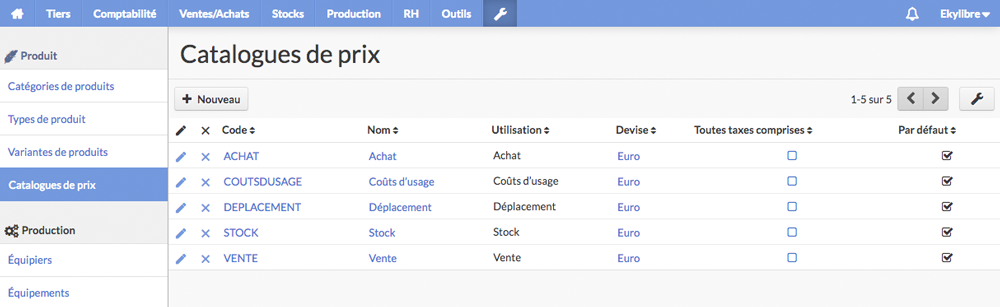 Tiers Comptabilité Ventes/Achats Stocks Production RH Outils Ekylibre
Produit
Catégories de produits
Types de produit
Variantes de produits
Catalogues de prix
Production
Équipiers
Équipements
Catalogues de prix
Nouveau
1-5 sur 5
Code Nom Utilisation Devise Toutes taxes comprises Par défaut
ACHAT Achat Achat Euro
COUTSDUSAGE Coûts d'usage Coûts d'usage Euro
DEPLACEMENT Déplacement Déplacement Euro
STOCK Stock Stock Euro
VENTE Vente Vente Euro